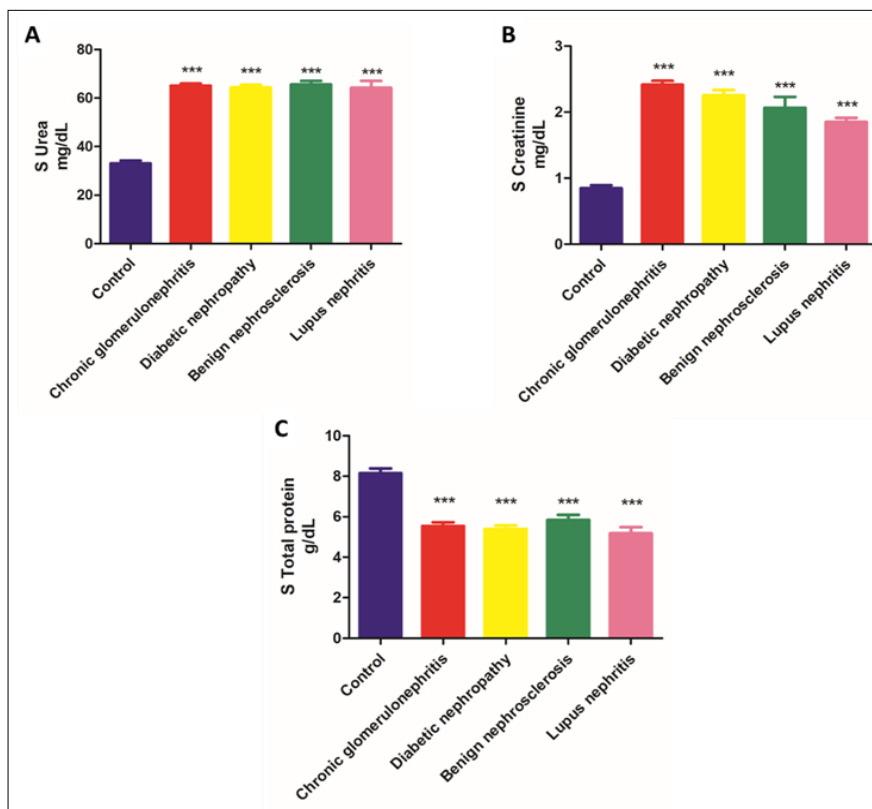 A
S Urea
mg/dL
80
60
40
20
0
***
***
***
***
Control
Chronic glomerulonephritis
Diabetic nephropathy
Benign nephrosclerosis
Lupus nephritis
B
S Creatinine
mg/dL
3
2
1
0
***
***
***
***
Control
Chronic glomerulonephritis
Diabetic nephropathy
Benign nephrosclerosis
Lupus nephritis
C
S Total protein
g/dL
10
8
6
4
2
0
***
***
***
***
Control
Chronic glomerulonephritis
Diabetic nephropathy
Benign nephrosclerosis
Lupus nephritis